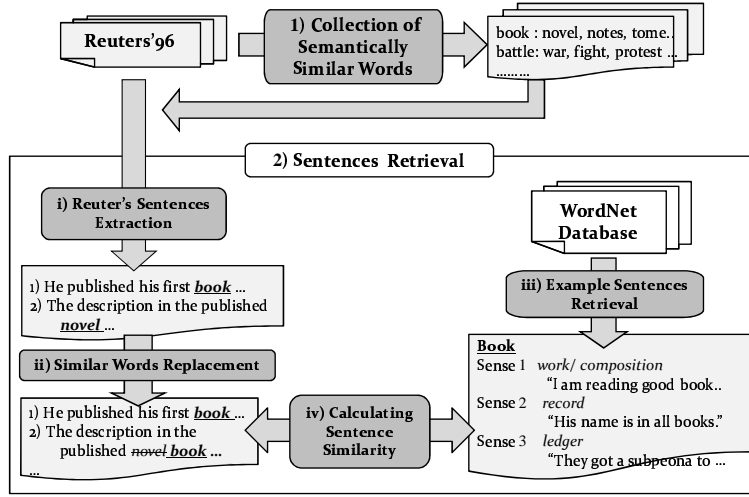 Reuters'96
1) Collection of
Semantically
Similar Words
book : novel, notes, tome..
battle: war, fight, protest ...
.........
2) Sentences Retrieval
i) Reuter's Sentences
Extraction
1) He published his first book ...
2) The description in the published
novel ...
ii) Similar Words Replacement
1) He published his first book ...
2) The description in the
published novel book ...
...
iv) Calculating
Sentence
Similarity
WordNet
Database
iii) Example Sentences
Retrieval
Book
Sense 1 work/ composition
"I am reading good book..
Sense 2 record
"His name is in all books."
Sense 3 ledger
"They got a subpeona to ...